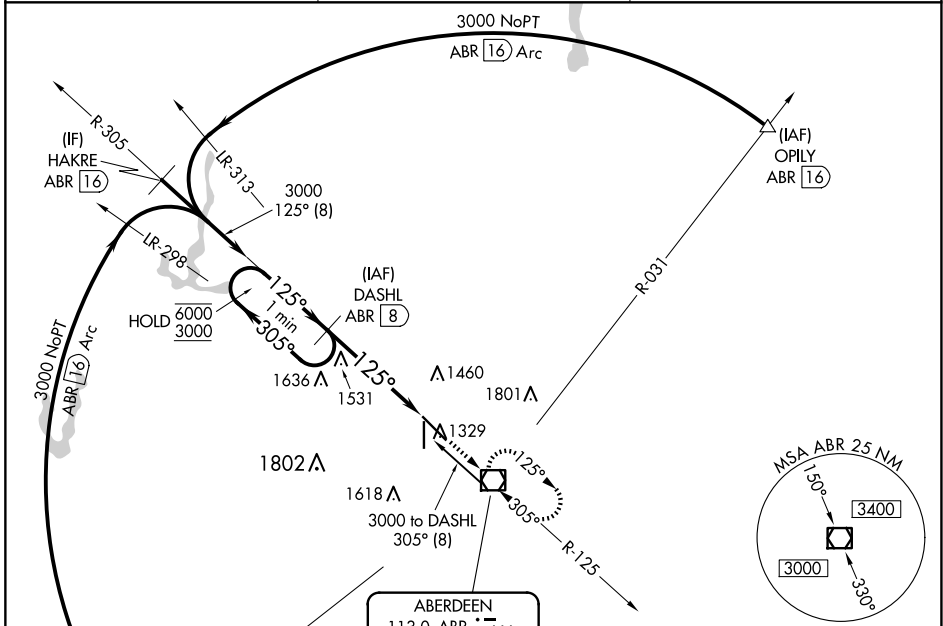 3000 NoPT
ABR 16 Arc
R-305
(IF)
HAKRE
ABR 16
LR-313
3000
125° (8)
(IAF)
OPILY
ABR 16
LR-298
R-031
HOLD 6000
3000
125°
1 min
305°
(IAF)
DASHL
ABR 8
3000 NoPT
ABR 16 Arc
125°
1636
1531
1460
1801
1329
1802
1618
125°
305°
3000 to DASHL
305° (8)
R-125
MSA ABR 25 NM
150°
3400
3000
330°
ABERDEEN
113.0 ABR